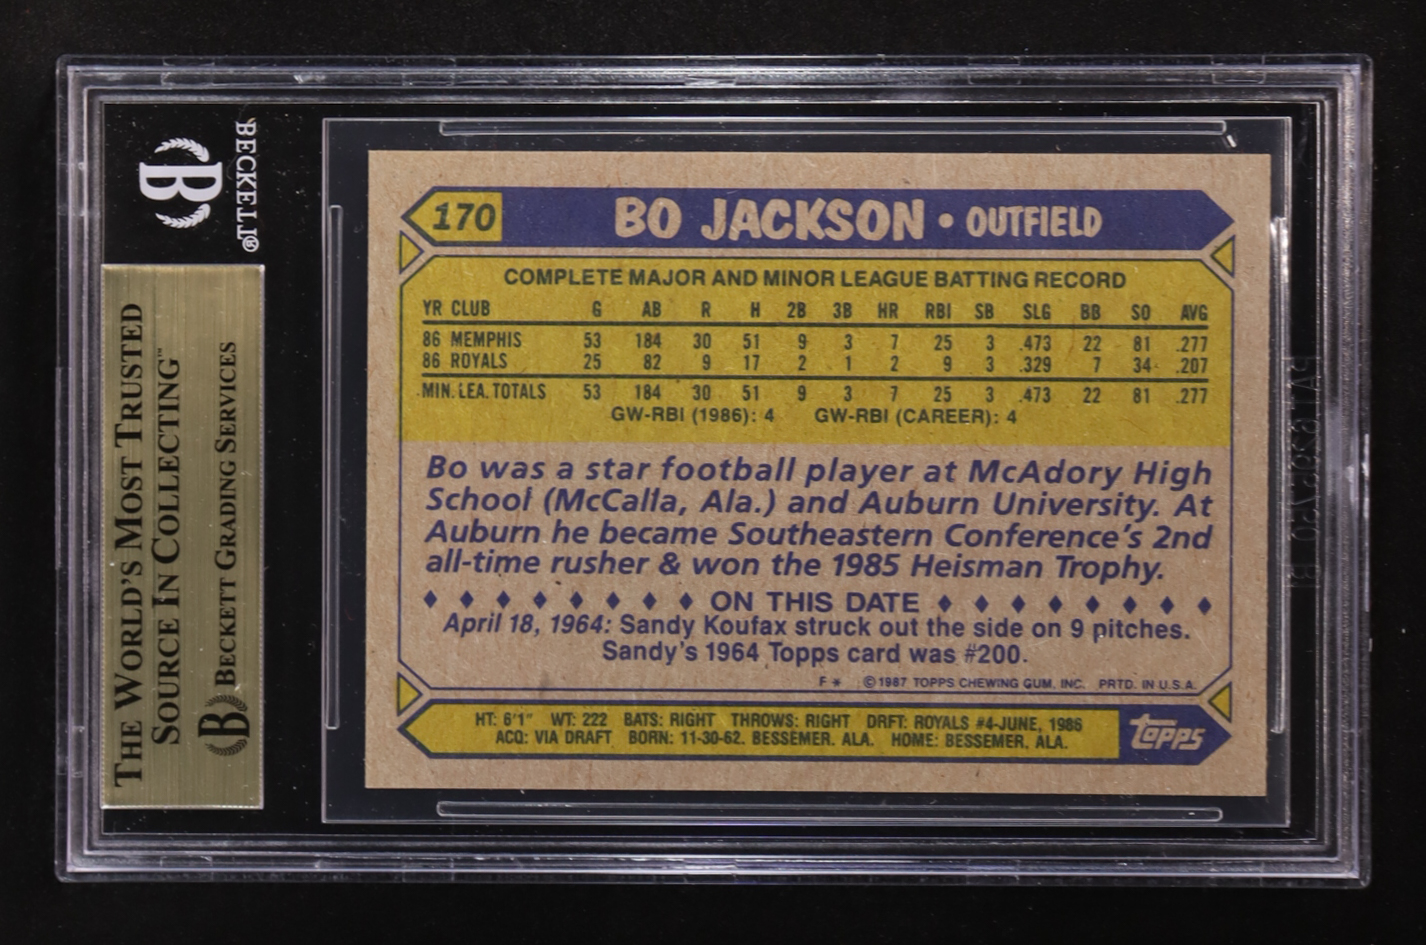 BECKETT®
B
THE WORLD'S MOST TRUSTED
SOURCE IN COLLECTING™
B BECKETT GRADING SERVICES
170 BO JACKSON • OUTFIELD
COMPLETE MAJOR AND MINOR LEAGUE BATTING RECORD
YR CLUB G AB R H 2B 3B HR RBI SB SLG BB SO AVG
86 MEMPHIS 53 184 30 51 9 3 7 25 3 .473 22 81 .277
86 ROYALS 25 82 9 17 2 1 2 9 3 .329 7 34 .207
MIN. LEA. TOTALS 53 184 30 51 9 3 7 25 3 .473 22 81 .277
GW-RBI (1986): 4 GW-RBI (CAREER): 4
Bo was a star football player at McAdory High
School (McCalla, Ala.) and Auburn University. At
Auburn he became Southeastern Conference's 2nd
all-time rusher & won the 1985 Heisman Trophy.
♦ ♦ ♦ ♦ ♦ ♦ ♦ ♦ ON THIS DATE ♦ ♦ ♦ ♦ ♦ ♦ ♦ ♦
April 18, 1964: Sandy Koufax struck out the side on 9 pitches.
Sandy's 1964 Topps card was #200.
F * ©1987 TOPPS CHEWING GUM, INC. PRTD. IN U.S.A.
HT: 6'1" WT: 222 BATS: RIGHT THROWS: RIGHT DRFT: ROYALS #4-JUNE, 1986
ACQ: VIA DRAFT BORN: 11-30-62, BESSEMER, ALA. HOME: BESSEMER, ALA.
topps